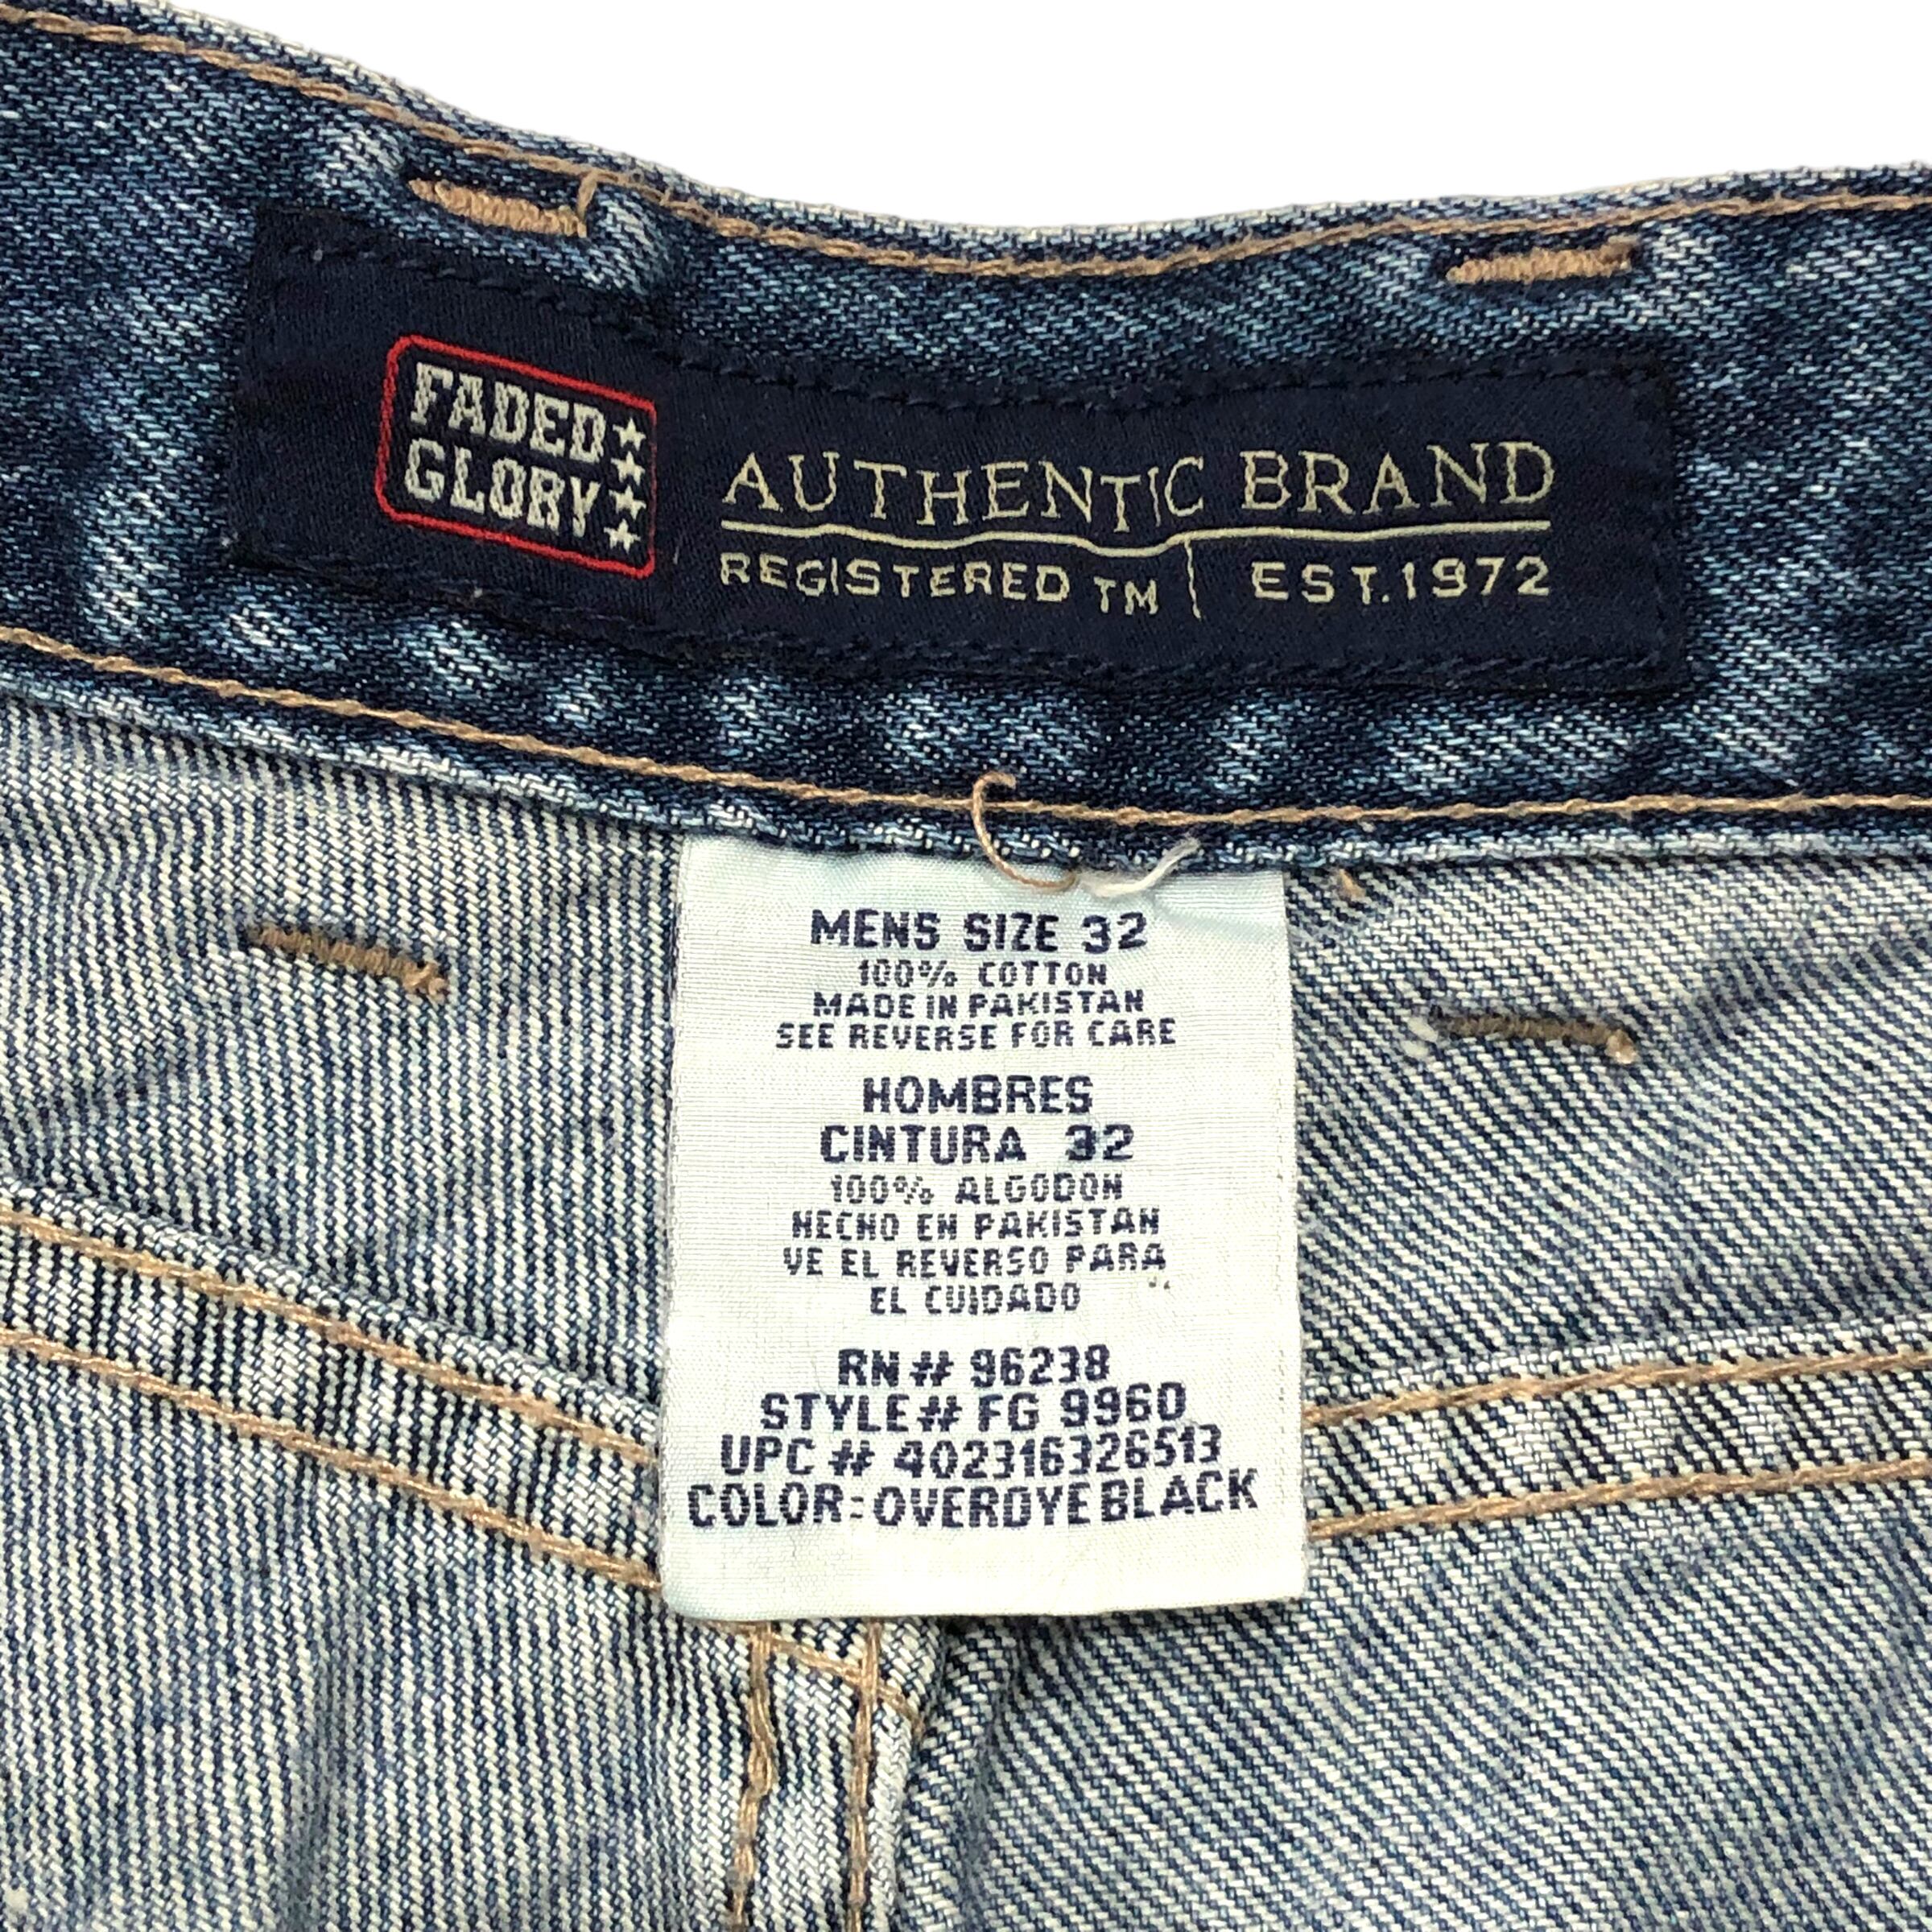 FADED
GLORY
AUTHENTIC BRAND
REGISTERED TM | EST. 1972
MENS SIZE 32
100% COTTON
MADE IN PAKISTAN
SEE REVERSE FOR CARE
HOMBRES
CINTURA 32
100% ALGODON
HECHO EN PAKISTAN
VE EL REVERSO PARA
EL CUIDADO
RN# 96238
STYLE# FG 9960
UPC # 402316326513
COLOR:OVERDYE BLACK